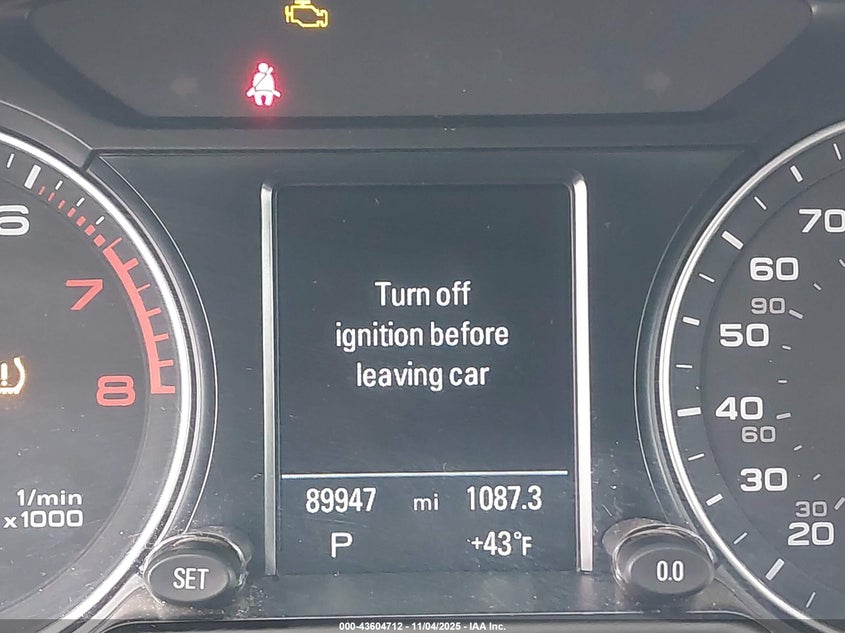 6
7
8
1/min
x1000
Turn off
ignition before
leaving car
89947 mi 1087.3
P +43°F
SET
0.0
70
60
90
50
40
60
30
30
20
000-43604712 - 11/04/2025 - IAA Inc.